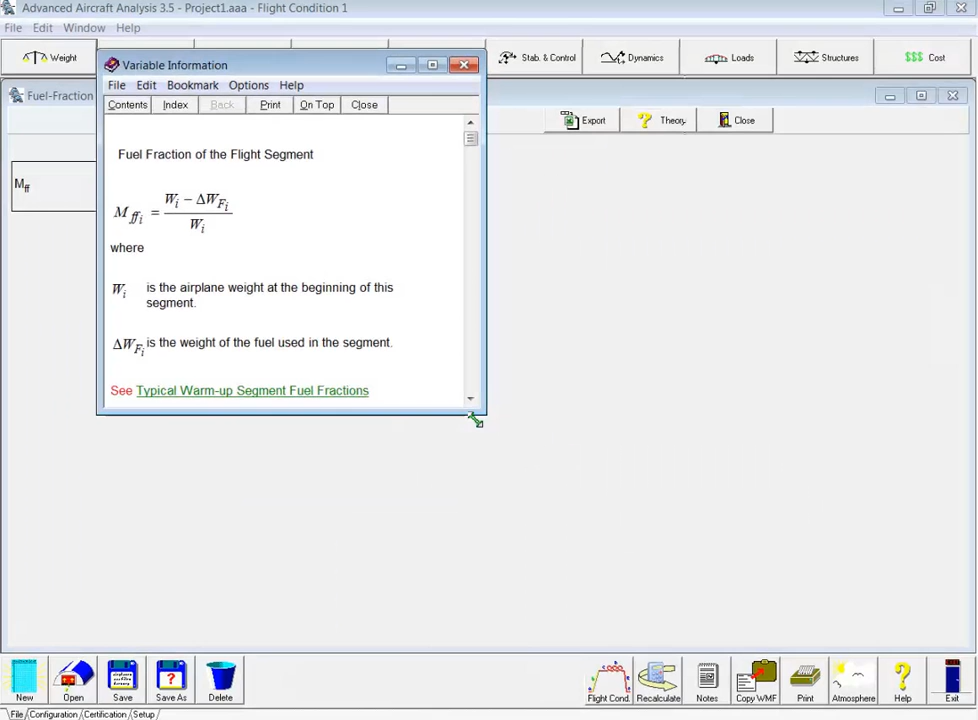 Advanced Aircraft Analysis 3.5 - Project1.aaa - Flight Condition 1
File Edit Window Help
Weight
Stab. & Control
Dynamics
Loads
Structures
$$$ Cost
Fuel-Fraction
Export
Theory
Close
Mff
Variable Information
File Edit Bookmark Options Help
Contents Index Back Print On Top Close
Fuel Fraction of the Flight Segment
M ff i = (W i − ΔW F i) / W i
where
W i is the airplane weight at the beginning of this
segment.
ΔW F i is the weight of the fuel used in the segment.
See Typical Warm-up Segment Fuel Fractions
New
Open
Save
Save As
Delete
Flight Cond.
Recalculate
Notes
Copy WMF
Print
Atmosphere
Help
Exit
File Configuration Certification Setup